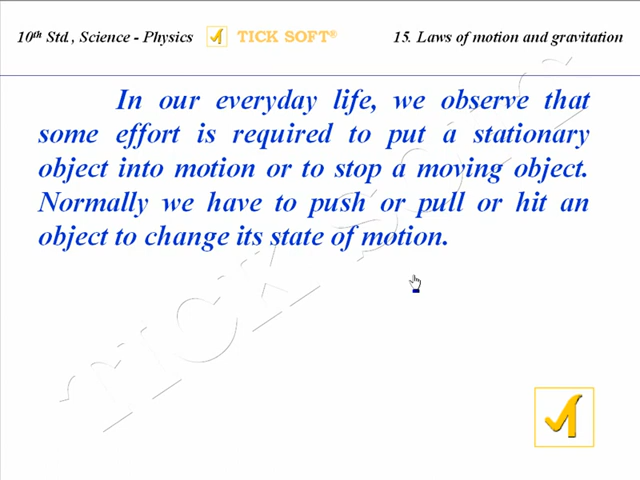 10th Std., Science - Physics TICK SOFT® 15. Laws of motion and gravitation
In our everyday life, we observe that
some effort is required to put a stationary
object into motion or to stop a moving object.
Normally we have to push or pull or hit an
object to change its state of motion.
TICK SOFT